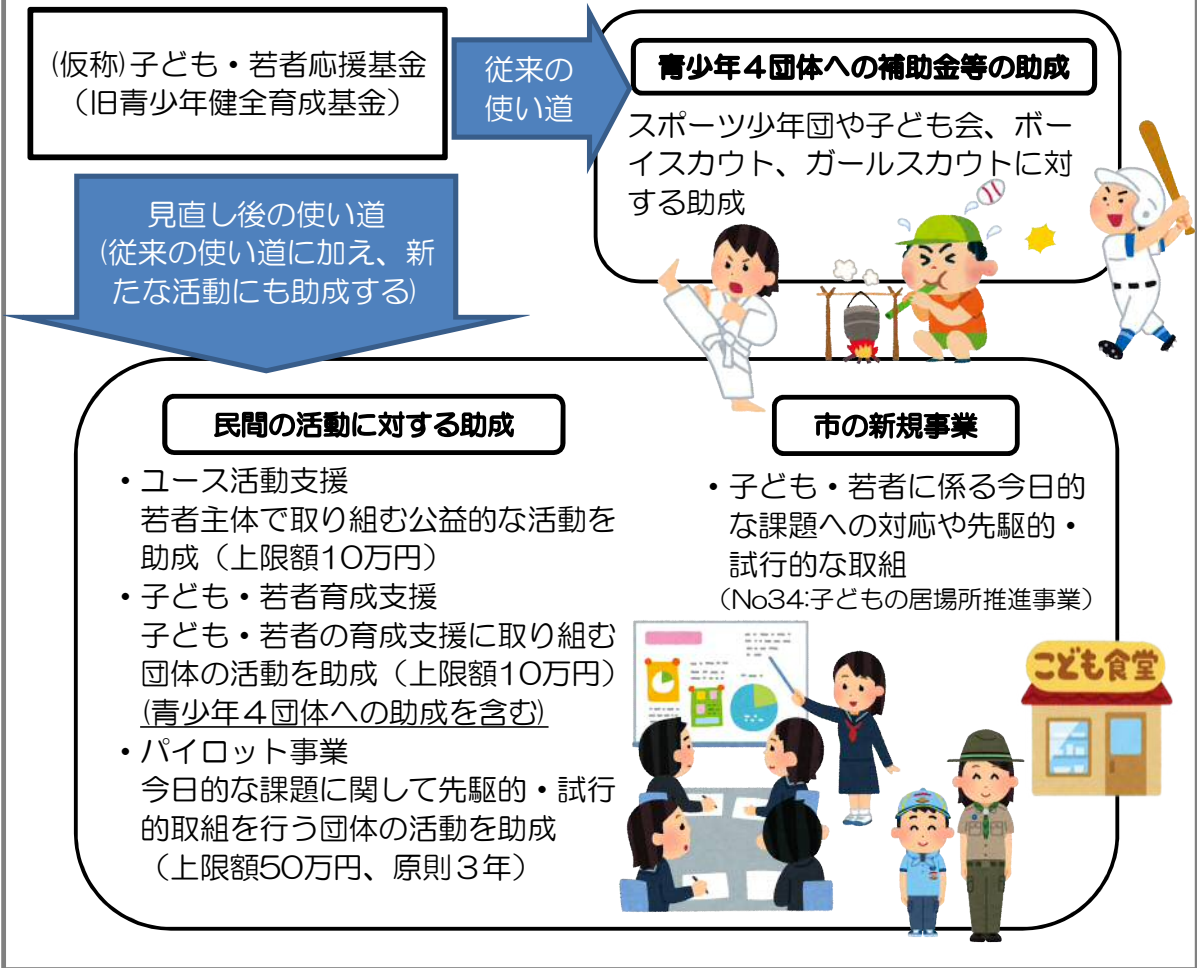 (仮称)子ども・若者応援基金
（旧青少年健全育成基金）
従来の
使い道
青少年４団体への補助金等の助成
スポーツ少年団や子ども会、ボー
イスカウト、ガールスカウトに対
する助成
見直し後の使い道
(従来の使い道に加え、新
たな活動にも助成する)
民間の活動に対する助成
・ユース活動支援
若者主体で取り組む公益的な活動を
助成（上限額10万円）
・子ども・若者育成支援
子ども・若者の育成支援に取り組む
団体の活動を助成（上限額10万円）
(青少年４団体への助成を含む)
・パイロット事業
今日的な課題に関して先駆的・試行
的取組を行う団体の活動を助成
（上限額50万円、原則３年）
市の新規事業
・子ども・若者に係る今日的
な課題への対応や先駆的・
試行的な取組
（No34:子どもの居場所推進事業）
こども食堂